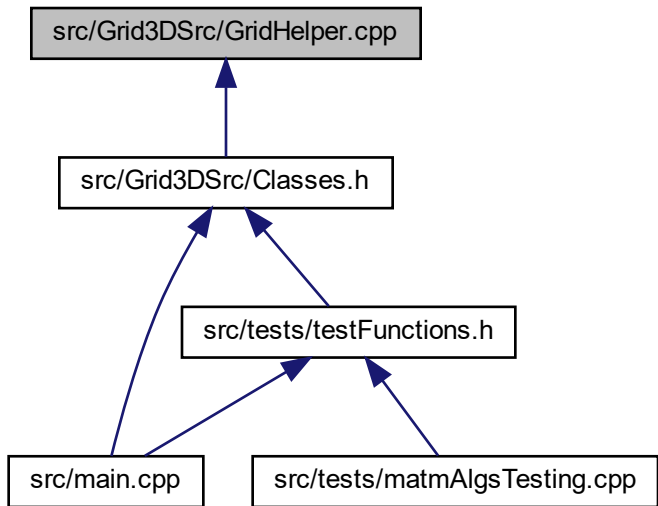 src/Grid3DSrc/GridHelper.cpp
src/Grid3DSrc/Classes.h
src/tests/testFunctions.h
src/main.cpp
src/tests/matmAlgsTesting.cpp